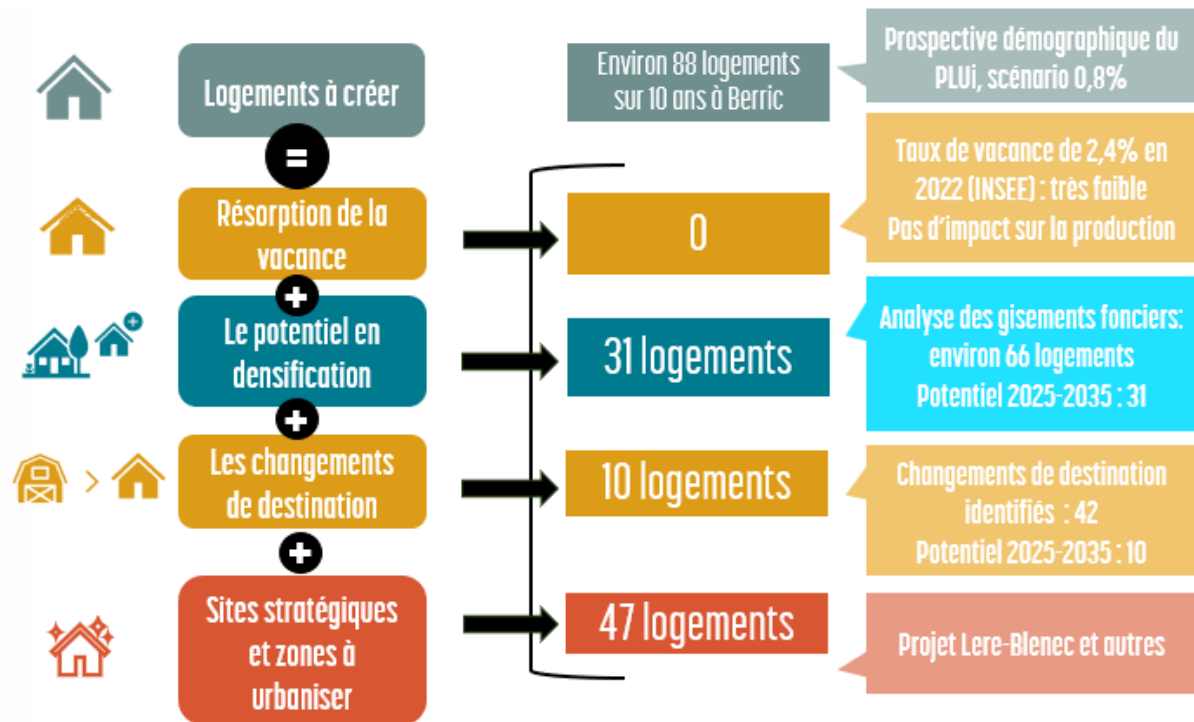 Logements à créer
Environ 88 logements
sur 10 ans à Berric
Prospective démographique du
PLUi, scénario 0,8%
=
Résorption de la
vacance
0
Taux de vacance de 2,4% en
2022 (INSEE) : très faible
Pas d'impact sur la production
+
Le potentiel en
densification
31 logements
Analyse des gisements fonciers:
environ 66 logements
Potentiel 2025-2035 : 31
+
Les changements
de destination
10 logements
Changements de destination
identifiés : 42
Potentiel 2025-2035 : 10
>
+
Sites stratégiques
et zones à
urbaniser
47 logements
Projet Lere-Blenec et autres